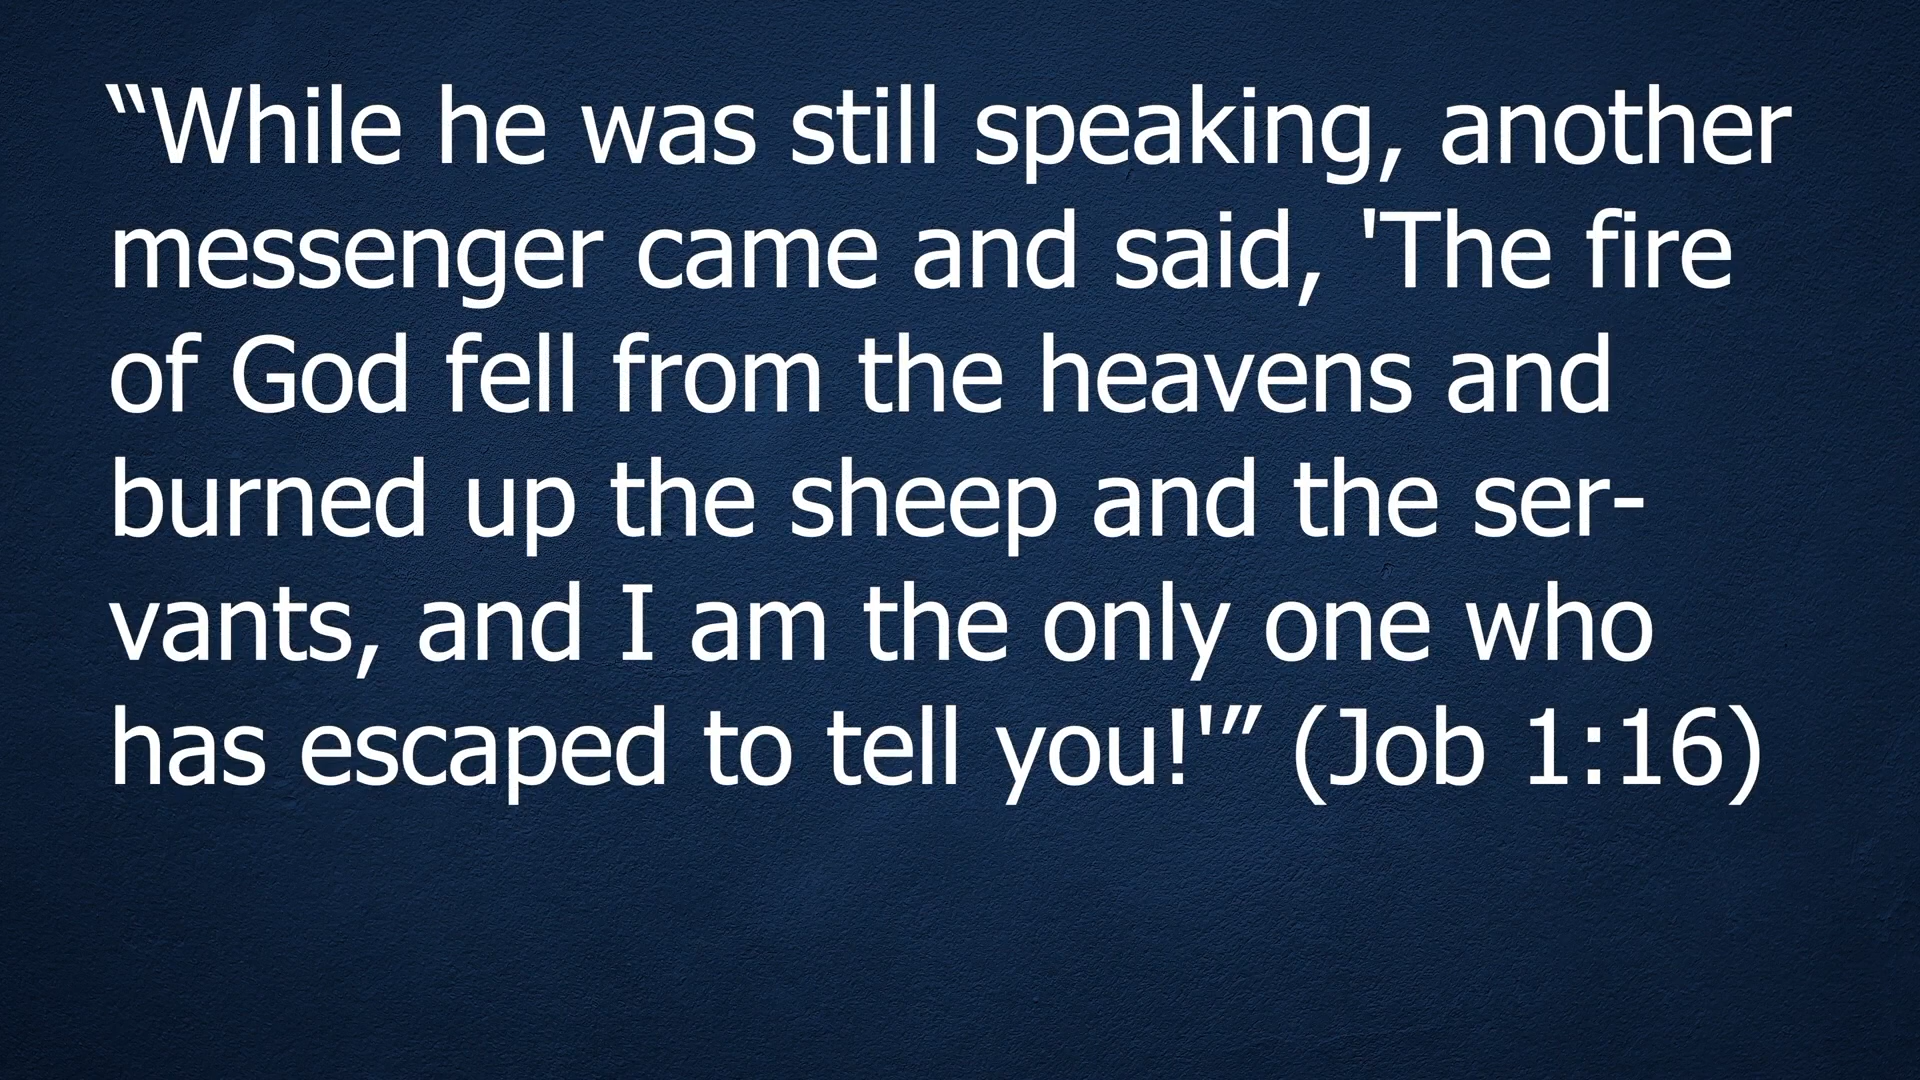 “While he was still speaking, another
messenger came and said, 'The fire
of God fell from the heavens and
burned up the sheep and the ser-
vants, and I am the only one who
has escaped to tell you!'” (Job 1:16)